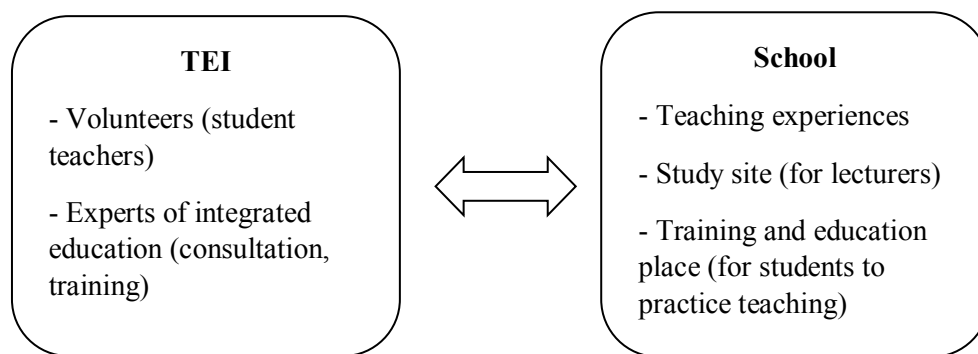 TEI
- Volunteers (student
teachers)
- Experts of integrated
education (consultation,
training)
School
- Teaching experiences
- Study site (for lecturers)
- Training and education
place (for students to
practice teaching)